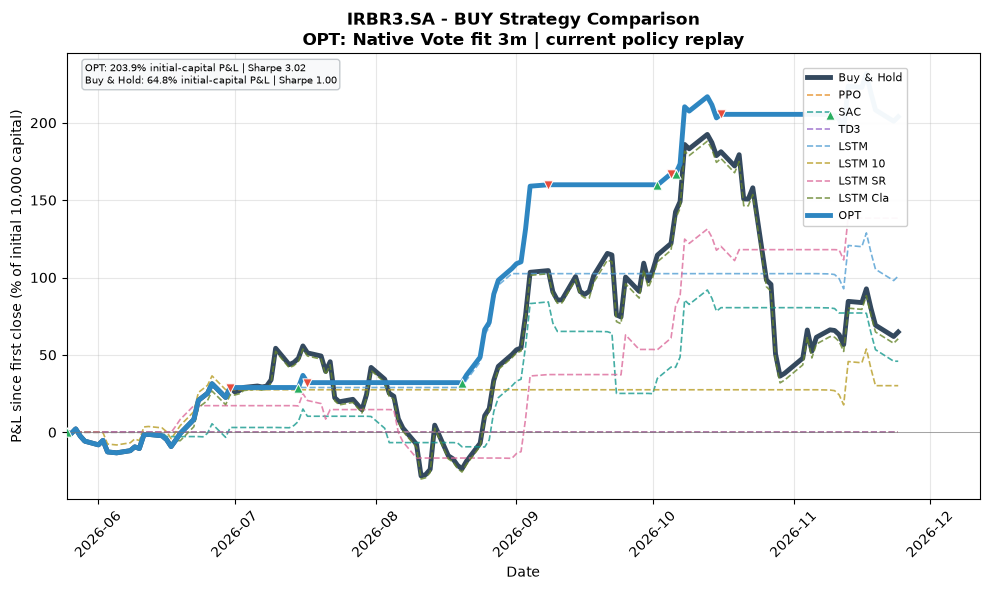 IRBR3.SA - BUY Strategy Comparison
OPT: Native Vote fit 3m | current policy replay
OPT: 203.9% initial-capital P&L | Sharpe 3.02
Buy & Hold: 64.8% initial-capital P&L | Sharpe 1.00
Buy & Hold
PPO
SAC
TD3
LSTM
LSTM 10
LSTM SR
LSTM Cla
OPT
P&L since first close (% of initial 10,000 capital)
200
150
100
50
0
2026-06
2026-07
2026-08
2026-09
2026-10
2026-11
2026-12
Date